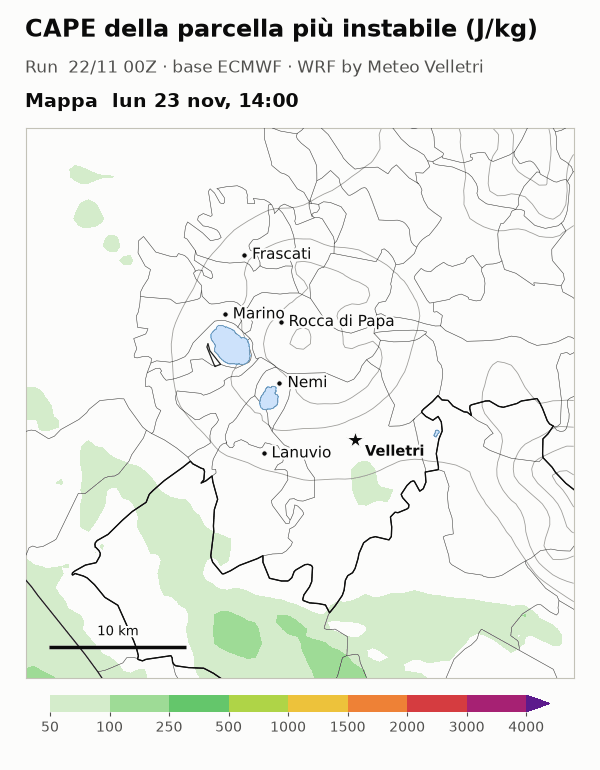 CAPE della parcella più instabile (J/kg)
Run  22/11 00Z · base ECMWF · WRF by Meteo Velletri
Mappa  lun 23 nov, 14:00
Frascati
Marino
Rocca di Papa
Nemi
Velletri
Lanuvio
10 km
50 100 250 500 1000 1500 2000 3000 4000